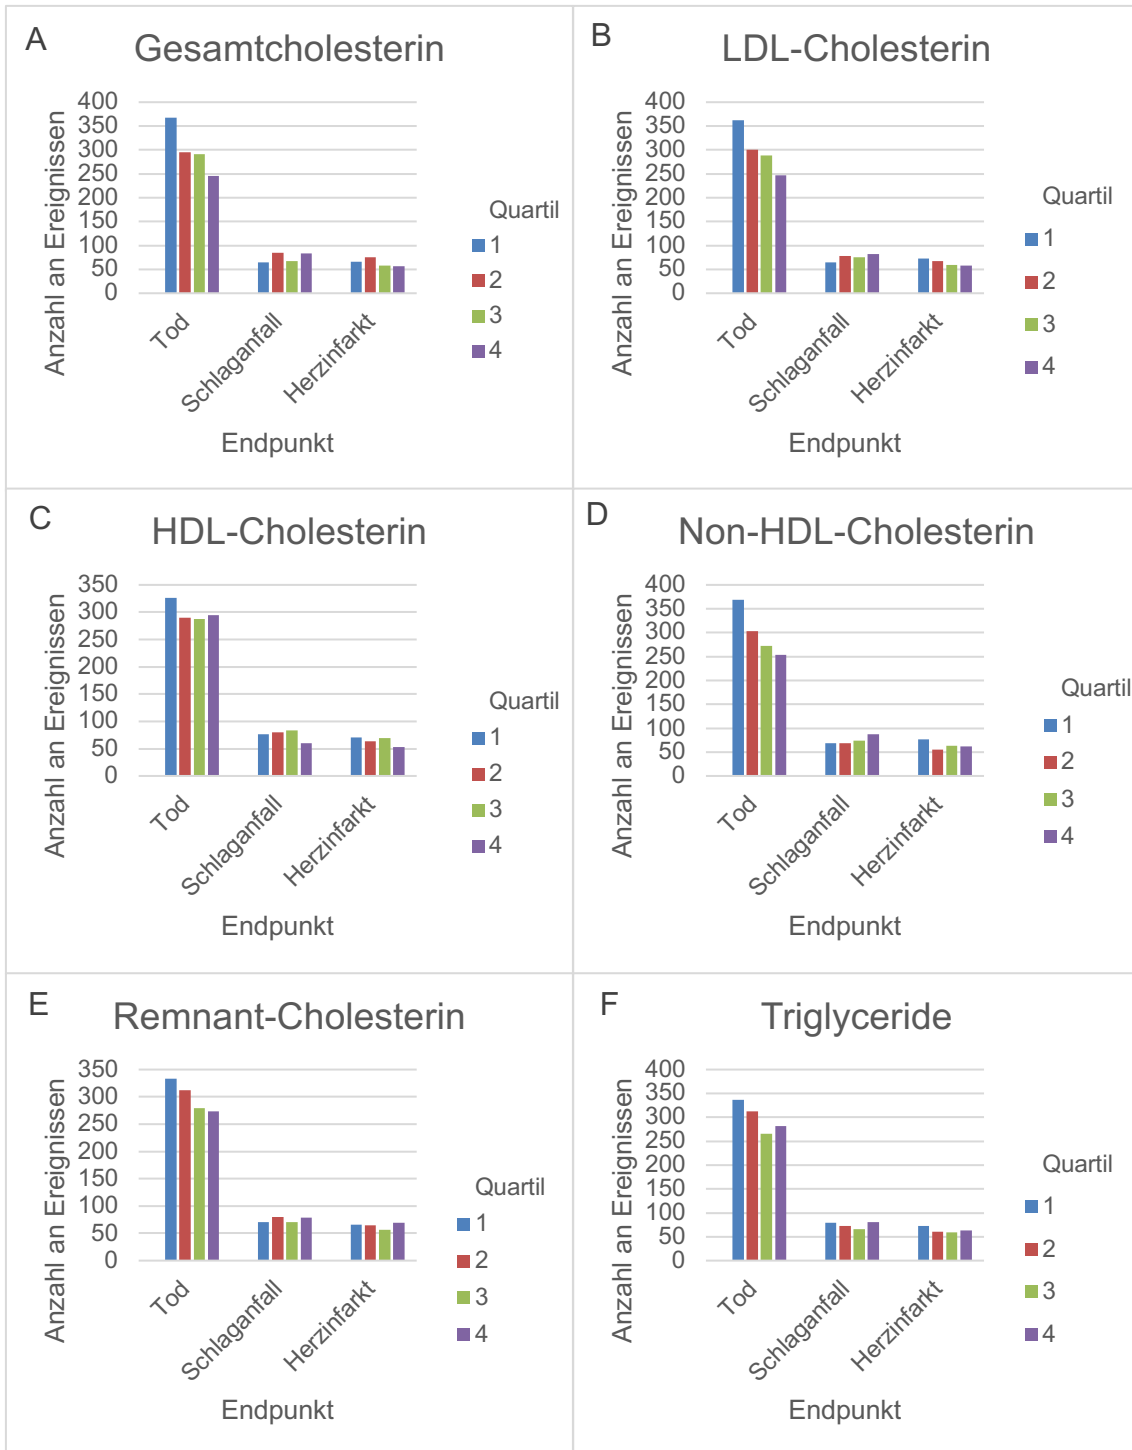 A
Gesamtcholesterin
Anzahl an Ereignissen
400
350
300
250
200
150
100
50
0
Tod
Schlaganfall
Herzinfarkt
Endpunkt
Quartil
1
2
3
4
B
LDL-Cholesterin
Anzahl an Ereignissen
400
350
300
250
200
150
100
50
0
Tod
Schlaganfall
Herzinfarkt
Endpunkt
Quartil
1
2
3
4
C
HDL-Cholesterin
Anzahl an Ereignissen
350
300
250
200
150
100
50
0
Tod
Schlaganfall
Herzinfarkt
Endpunkt
Quartil
1
2
3
4
D
Non-HDL-Cholesterin
Anzahl an Ereignissen
400
350
300
250
200
150
100
50
0
Tod
Schlaganfall
Herzinfarkt
Endpunkt
Quartil
1
2
3
4
E
Remnant-Cholesterin
Anzahl an Ereignissen
350
300
250
200
150
100
50
0
Tod
Schlaganfall
Herzinfarkt
Endpunkt
Quartil
1
2
3
4
F
Triglyceride
Anzahl an Ereignissen
400
350
300
250
200
150
100
50
0
Tod
Schlaganfall
Herzinfarkt
Endpunkt
Quartil
1
2
3
4